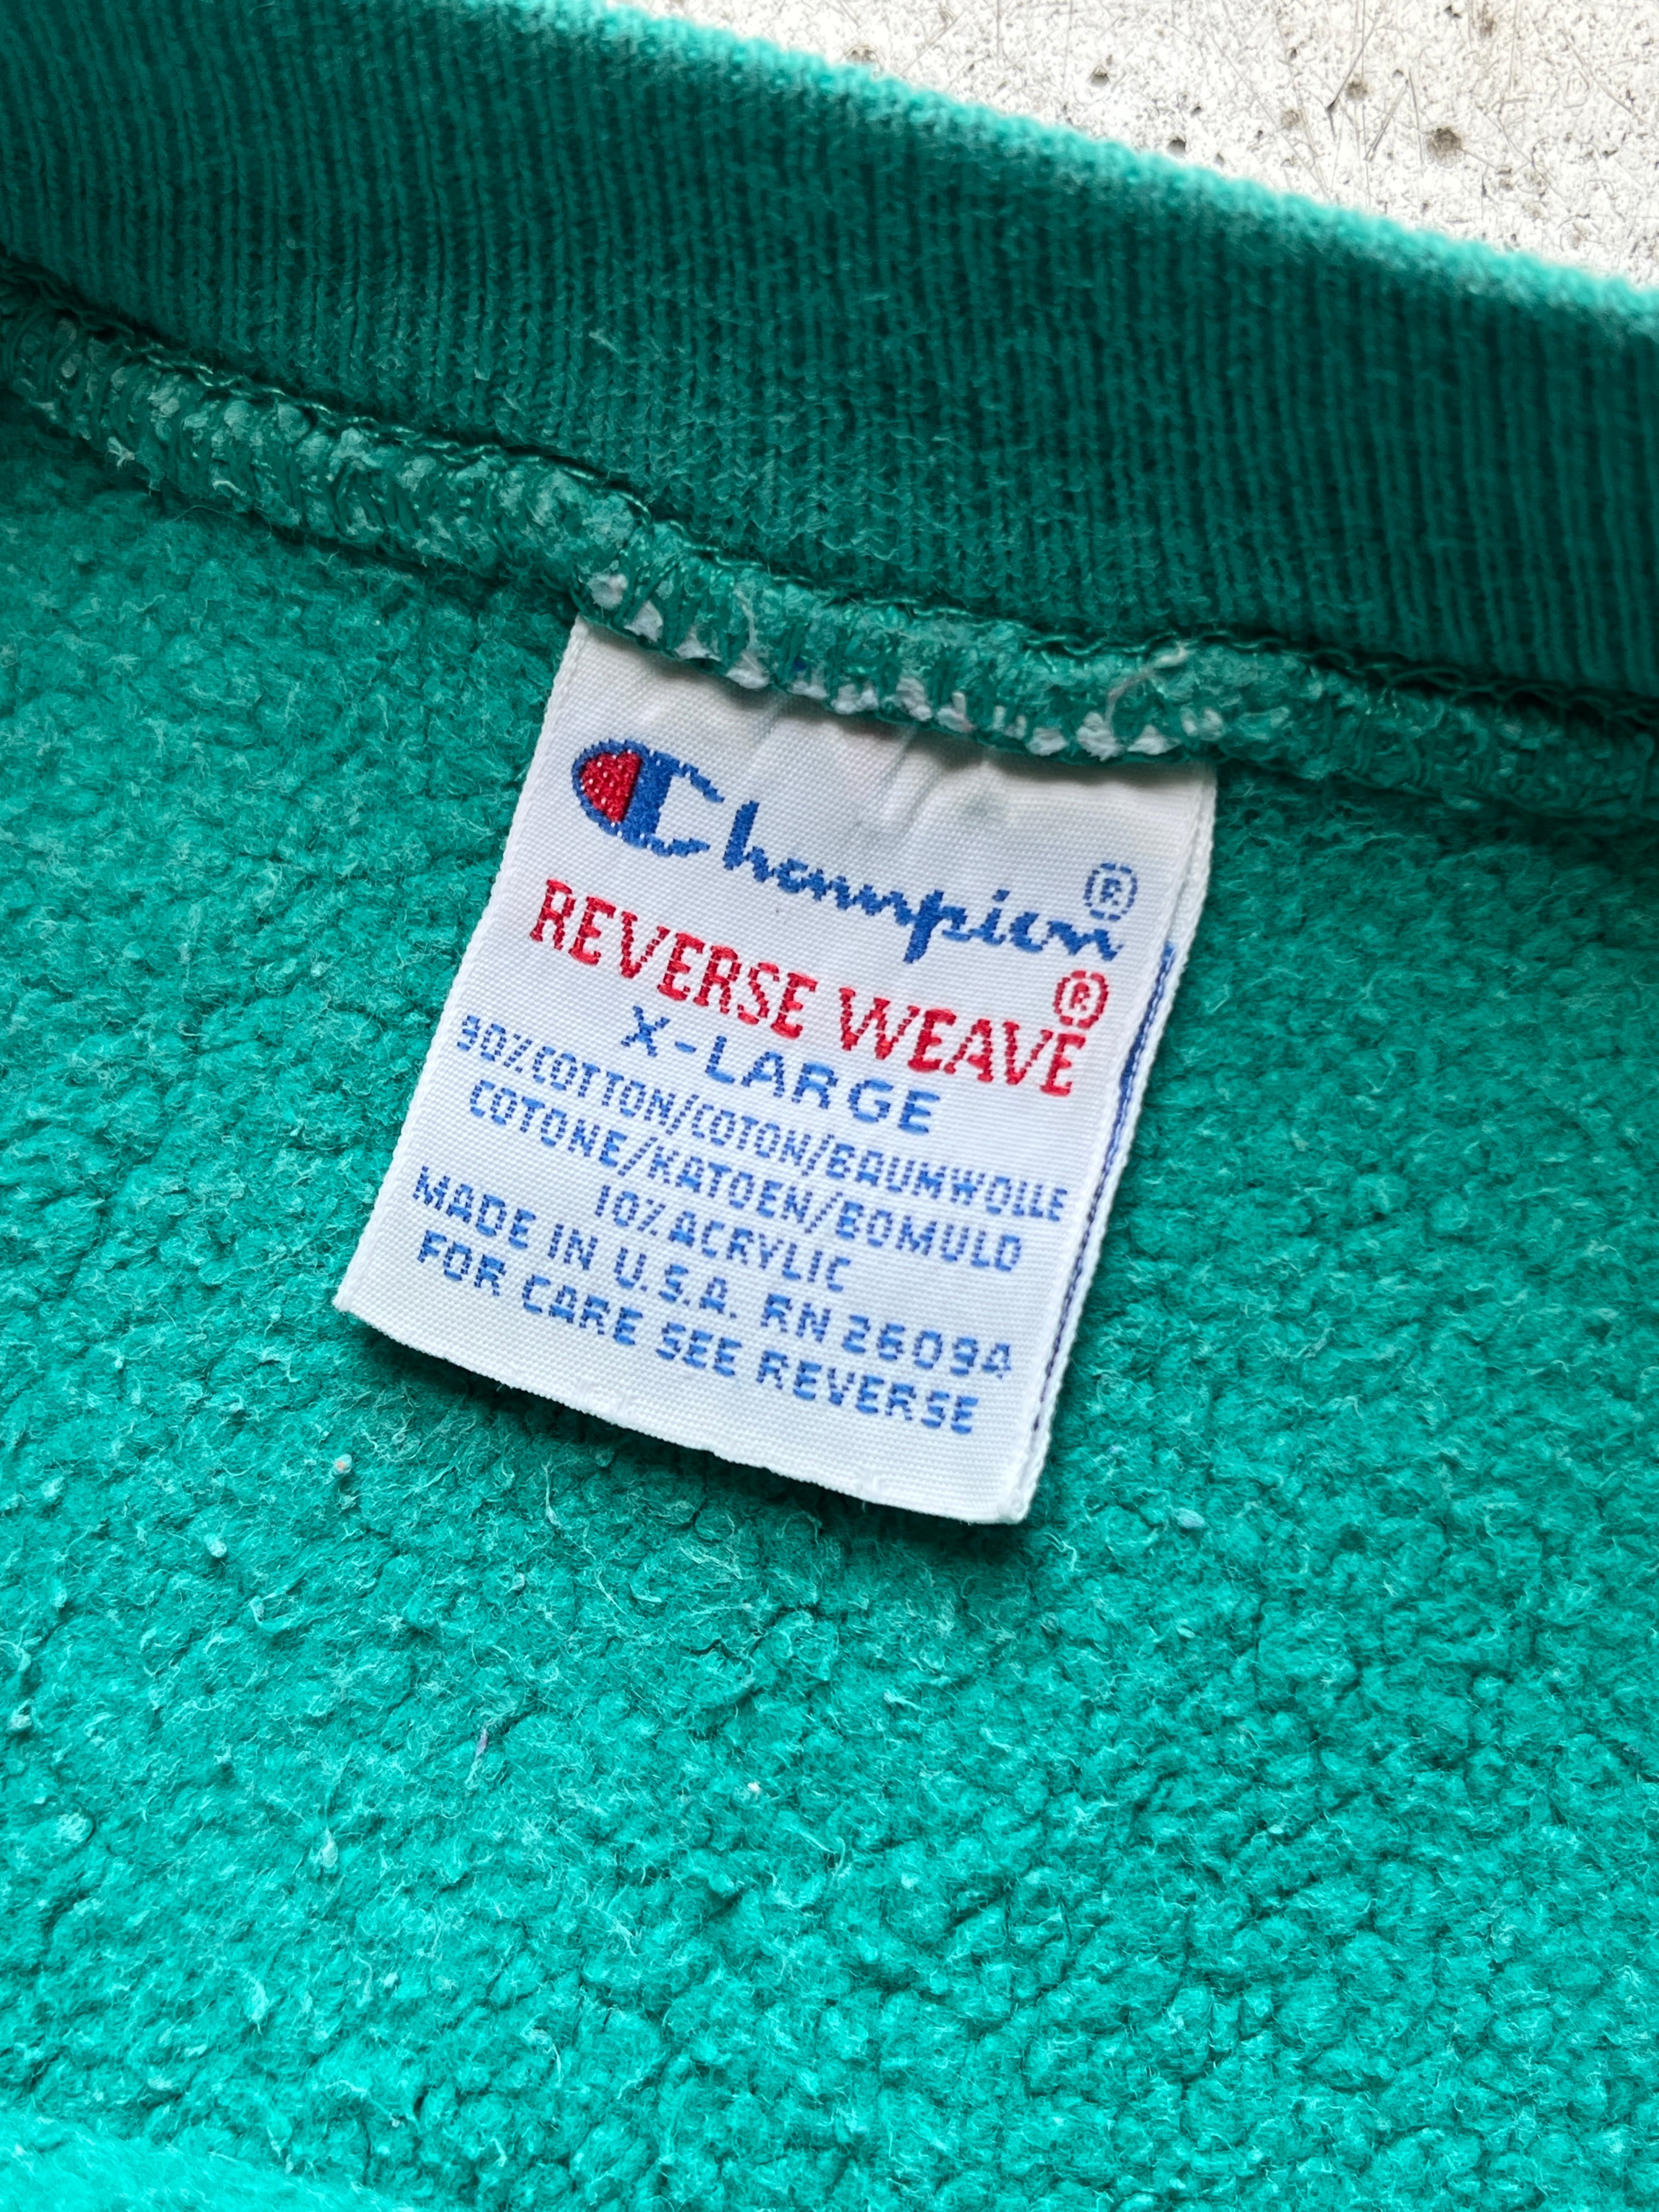 Champion®
REVERSE WEAVE®
X-LARGE
90% COTTON/COTON/BAUMWOLLE
COTONE/KATOEN/BOMULD
10% ACRYLIC
MADE IN U.S.A. RN 26094
FOR CARE SEE REVERSE